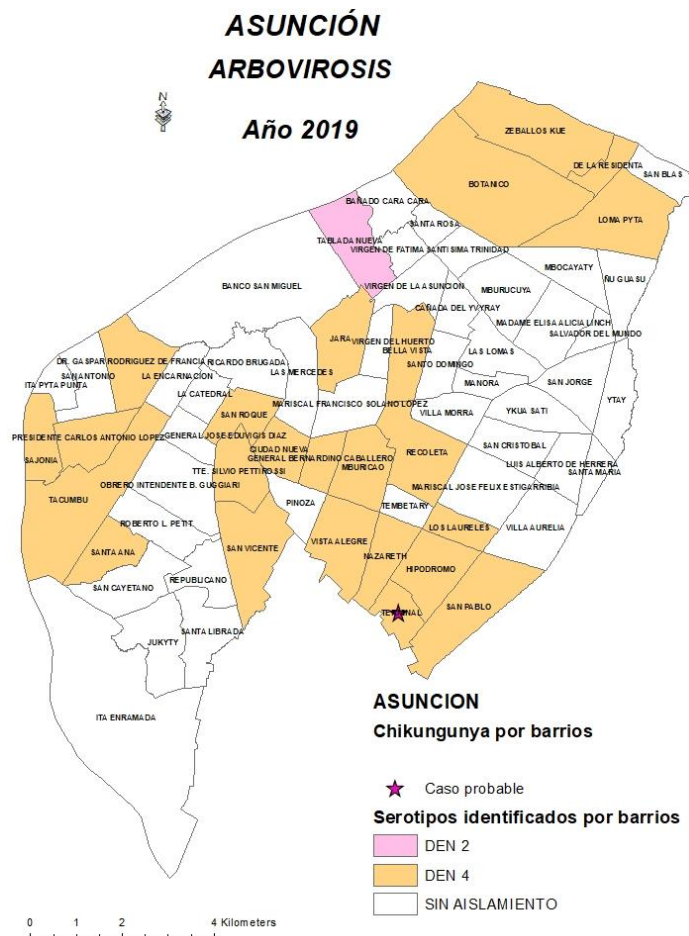 ASUNCIÓN
ARBOVIROSIS
Año 2019
N
ZEBALLOS KUE
DE LA RESIDENTA
SAN BLAS
BOTANICO
LOMA PYTA
BAÑADO CARA CARA
SANTA ROSA
TABLADA NUEVA
VIRGEN DE FATIMA
SANTISIMA TRINIDAD
MBOCAYATY
ÑU GUASU
BANCO SAN MIGUEL
VIRGEN DE LA ASUNCION
MBURUCUYA
CAÑADA DEL YVYRAY
MADAME ELISA ALICIA LINCH
SALVADOR DEL MUNDO
JARA
VIRGEN DEL HUERTO
BELLA VISTA
LAS LOMAS
DR. GASPAR RODRIGUEZ DE FRANCIA
RICARDO BRUGADA
SANTO DOMINGO
LAS MERCEDES
SAN ANTONIO
LA ENCARNACION
MANORA
SAN JORGE
ITA PYTA PUNTA
LA CATEDRAL
YTAY
MARISCAL FRANCISCO SOLANO LOPEZ
SAN ROQUE
VILLA MORRA
YKUA SATI
PRESIDENTE CARLOS ANTONIO LOPEZ
GENERAL JOSE EDUVIGIS DIAZ
SAN CRISTOBAL
CIUDAD NUEVA
RECOLETA
SAJONIA
GENERAL BERNARDINO CABALLERO
LUIS ALBERTO DE HERRERA
TTE. SILVIO PETTIROSSI
MBURICAO
SANTA MARIA
OBRERO INTENDENTE B. GUGGIARI
MARISCAL JOSE FELIX ESTIGARRIBIA
TACUMBU
PINOZA
TEMBETARY
ROBERTO L. PETIT
LOS LAURELES
VILLA AURELIA
VISTA ALEGRE
SANTA ANA
SAN VICENTE
NAZARETH
HIPODROMO
REPUBLICANO
SAN CAYETANO
SAN PABLO
TERMINAL
SANTA LIBRADA
JUKYTY
ITA ENRAMADA
ASUNCION
Chikungunya por barrios
Caso probable
Serotipos identificados por barrios
DEN 2
DEN 4
SIN AISLAMIENTO
0 1 2 4 Kilometers